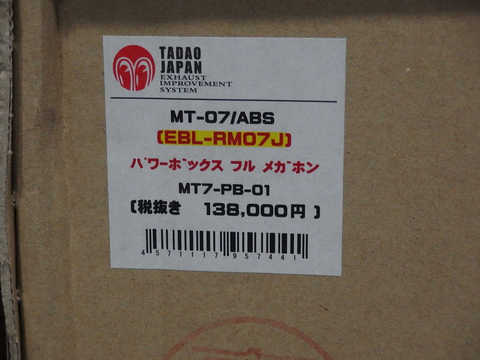 TADAO
JAPAN
EXHAUST
IMPROVEMENT
SYSTEM
MT-07/ABS
(EBL-RM07J)
パワーボックス フル メガホン
MT7-PB-01
(税抜き 138,000円 )
4571117957441